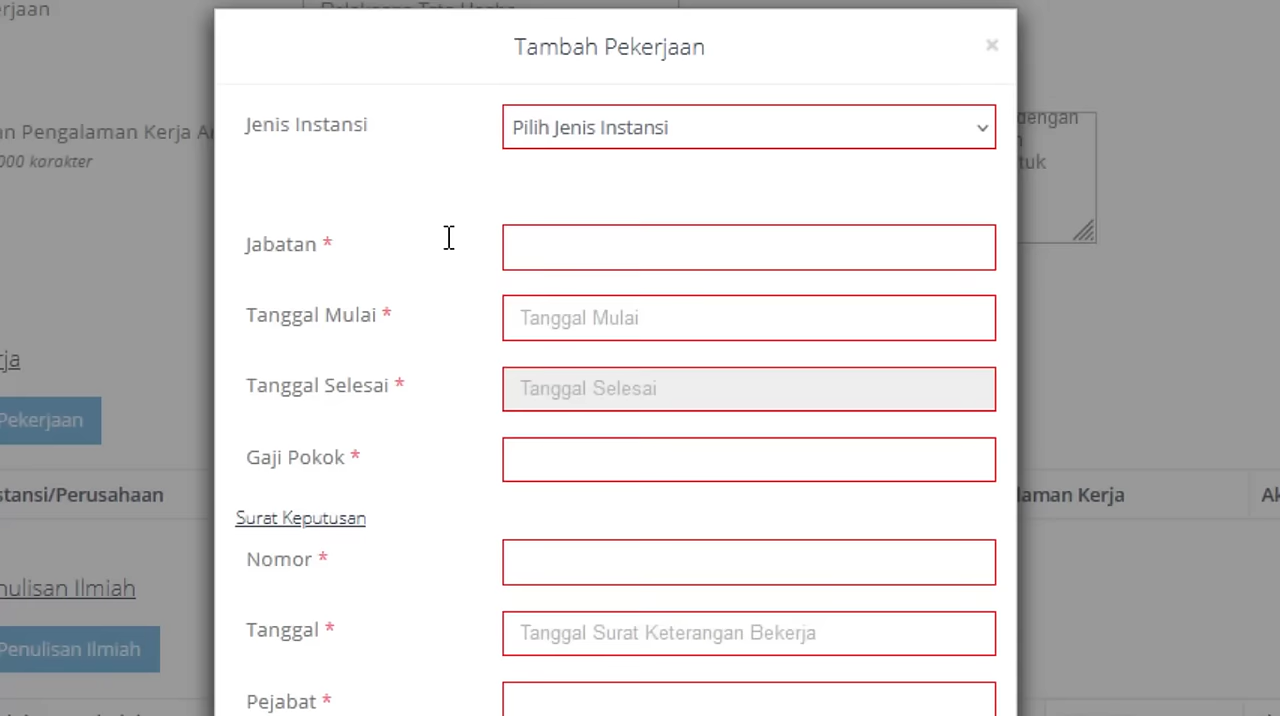 erjaan
Tambah Pekerjaan
×
Jenis Instansi
Pilih Jenis Instansi
an Pengalaman Kerja
000 karakter
dengan
tuk
Jabatan *
Tanggal Mulai *
Tanggal Mulai
Tanggal Selesai *
Tanggal Selesai
rja
Pekerjaan
Gaji Pokok *
stansi/Perusahaan
laman Kerja
Surat Keputusan
Nomor *
nulisan Ilmiah
Tanggal *
Tanggal Surat Keterangan Bekerja
Penulisan Ilmiah
Pejabat *